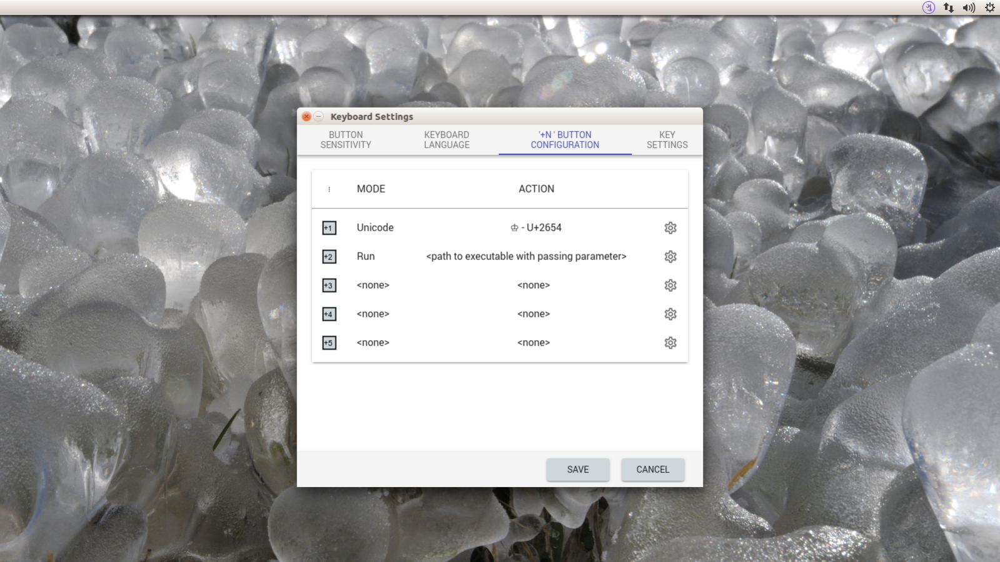 Keyboard Settings
BUTTON SENSITIVITY
KEYBOARD LANGUAGE
'+N ' BUTTON CONFIGURATION
KEY SETTINGS
MODE ACTION
+1 Unicode ♔ - U+2654
+2 Run <path to executable with passing parameter>
+3 <none> <none>
+4 <none> <none>
+5 <none> <none>
SAVE CANCEL